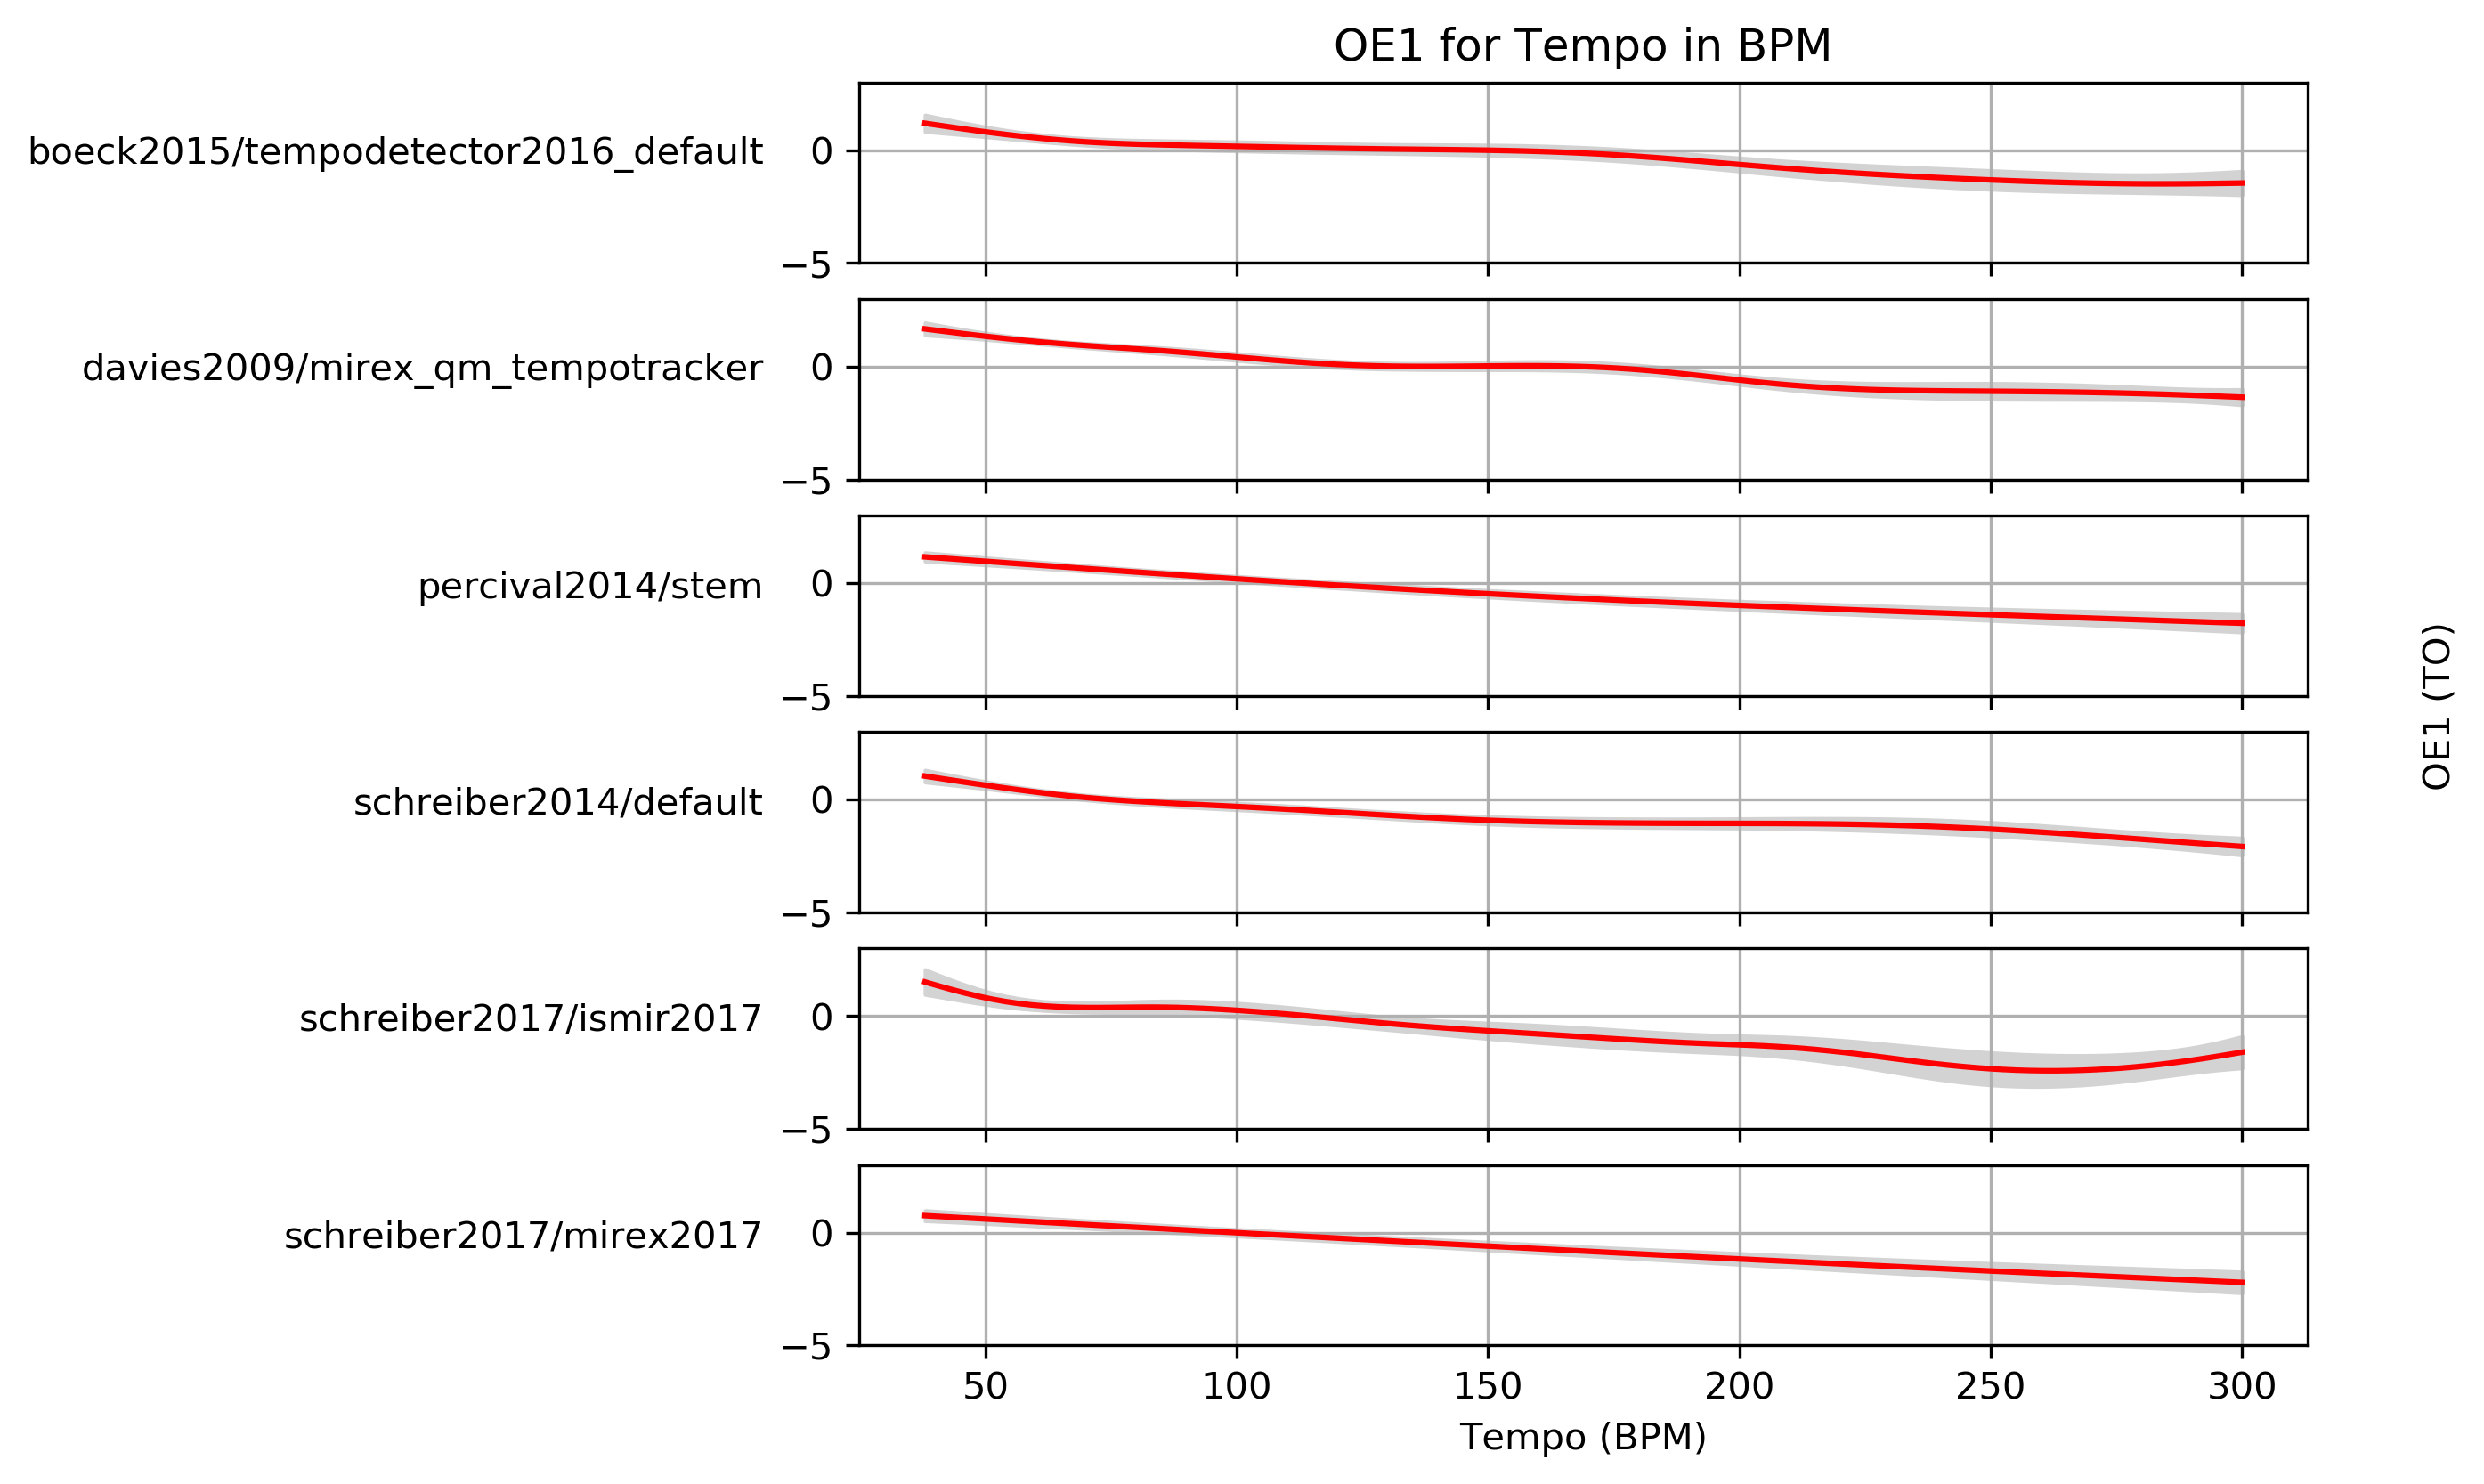 OE1 for Tempo in BPM
boeck2015/tempodetector2016_default
0
−5
davies2009/mirex_qm_tempotracker
0
−5
percival2014/stem
0
−5
schreiber2014/default
0
−5
schreiber2017/ismir2017
0
−5
schreiber2017/mirex2017
0
−5
50 100 150 200 250 300
Tempo (BPM)
OE1 (TO)